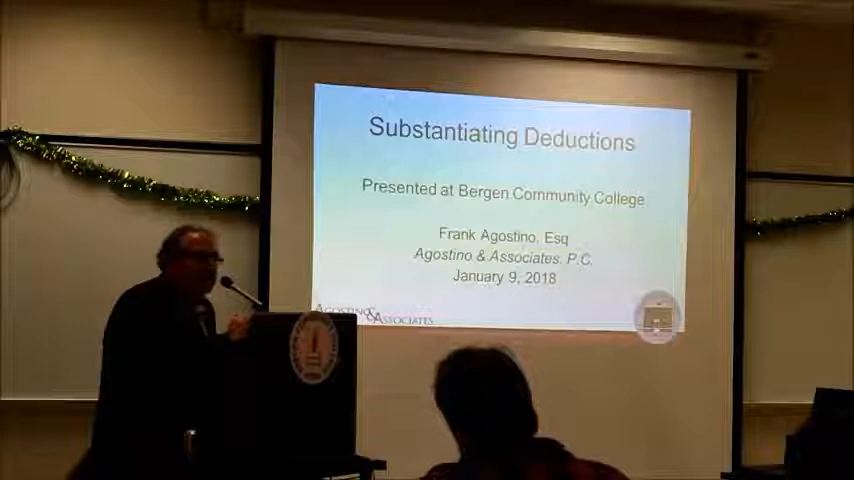 Substantiating Deductions
Presented at Bergen Community College
Frank Agostino, Esq
Agostino & Associates, P.C.
January 9, 2018
AGOSTINO & ASSOCIATES